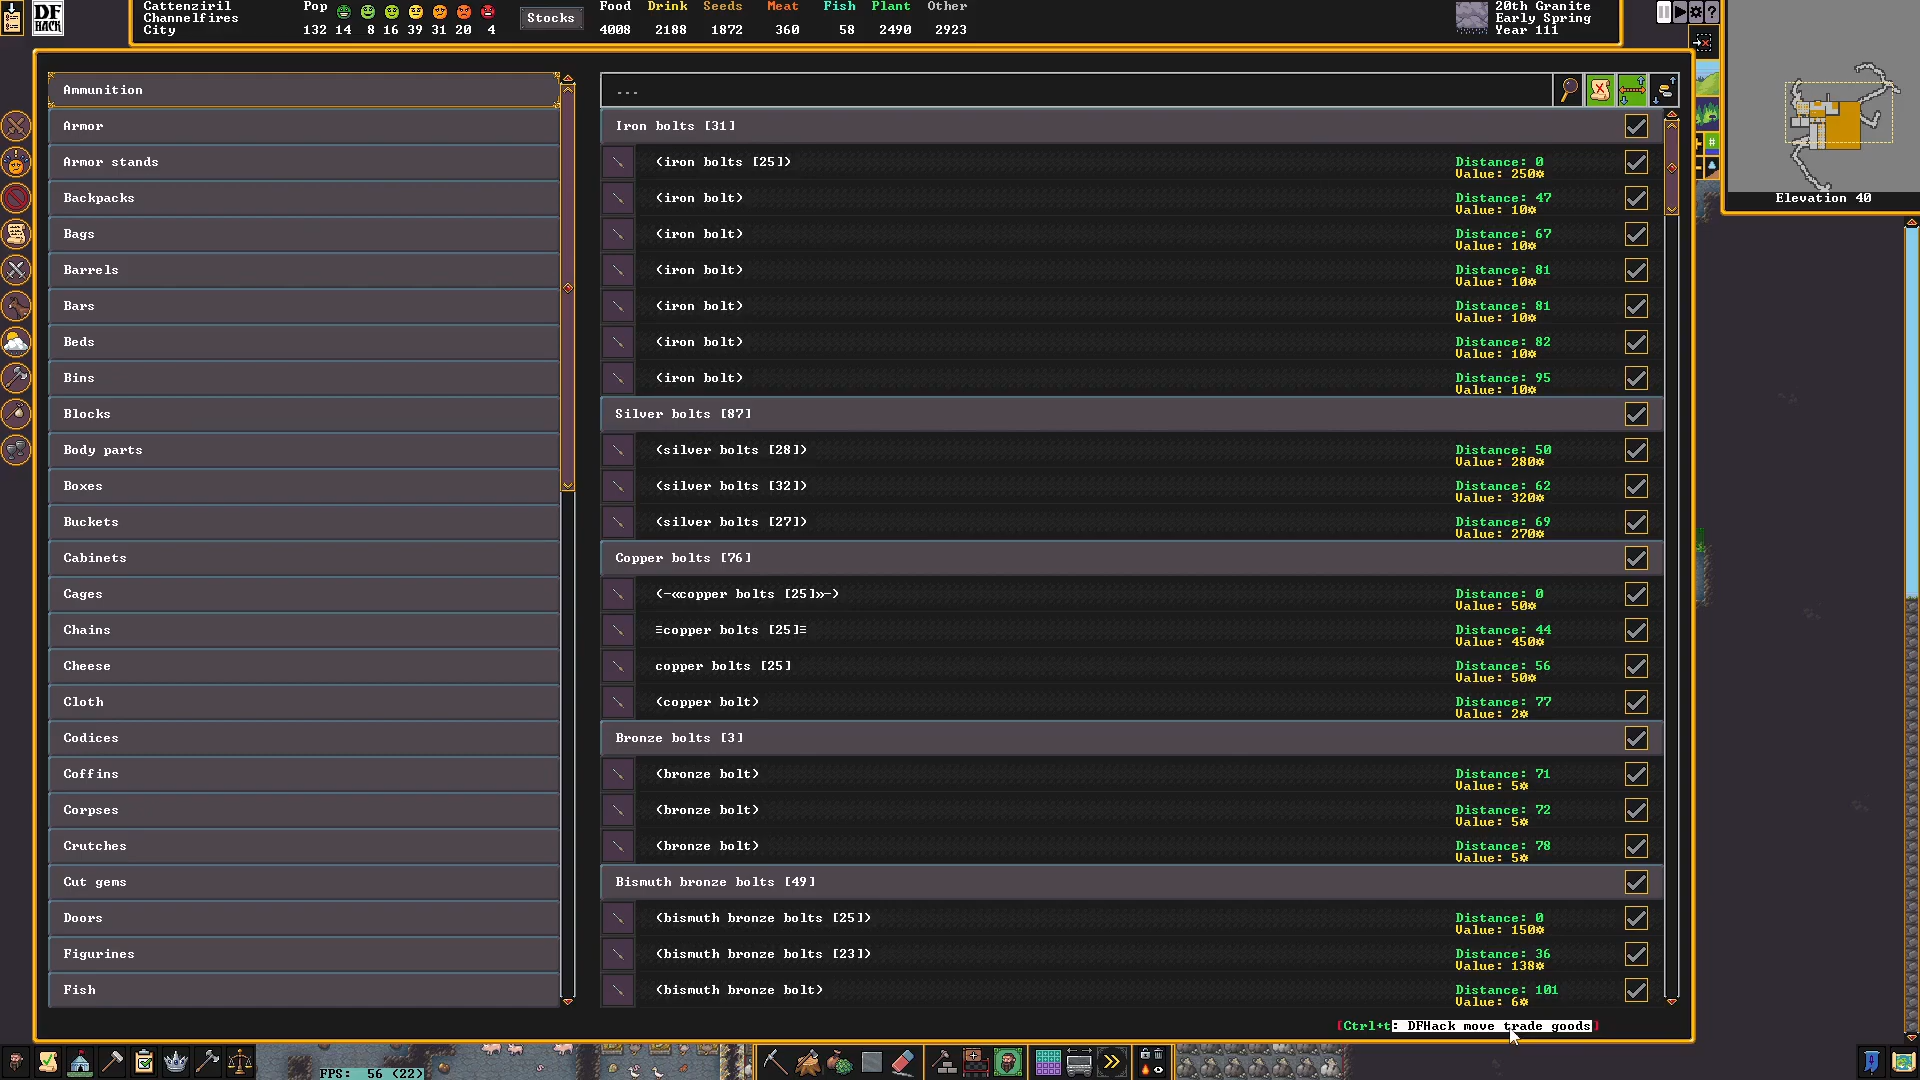 DF HACK
Cattenziril
Channelfires
City
Pop
132 14 8 16 39 31 20 4
Stocks
Food Drink Seeds Meat Fish Plant Other
4008 2188 1872 360 58 2490 2923
20th Granite
Early Spring
Year 111
Elevation 40
Ammunition
Armor
Armor stands
Backpacks
Bags
Barrels
Bars
Beds
Bins
Blocks
Body parts
Boxes
Buckets
Cabinets
Cages
Chains
Cheese
Cloth
Codices
Coffins
Corpses
Crutches
Cut gems
Doors
Figurines
Fish
...
Iron bolts [31]
(iron bolts [25]) Distance: 0
Value: 250☼
(iron bolt) Distance: 47
Value: 10☼
(iron bolt) Distance: 67
Value: 10☼
(iron bolt) Distance: 81
Value: 10☼
(iron bolt) Distance: 81
Value: 10☼
(iron bolt) Distance: 82
Value: 10☼
(iron bolt) Distance: 95
Value: 10☼
Silver bolts [87]
(silver bolts [28]) Distance: 50
Value: 280☼
(silver bolts [32]) Distance: 62
Value: 320☼
(silver bolts [27]) Distance: 69
Value: 270☼
Copper bolts [76]
(-«copper bolts [25]»-) Distance: 0
Value: 50☼
≡copper bolts [25]≡ Distance: 44
Value: 450☼
copper bolts [25] Distance: 56
Value: 50☼
(copper bolt) Distance: 77
Value: 2☼
Bronze bolts [3]
(bronze bolt) Distance: 71
Value: 5☼
(bronze bolt) Distance: 72
Value: 5☼
(bronze bolt) Distance: 78
Value: 5☼
Bismuth bronze bolts [49]
(bismuth bronze bolts [25]) Distance: 0
Value: 150☼
(bismuth bronze bolts [23]) Distance: 36
Value: 138☼
(bismuth bronze bolt) Distance: 101
Value: 6☼
[Ctrl+t: DFHack move trade goods]
FPS: 56 (22)